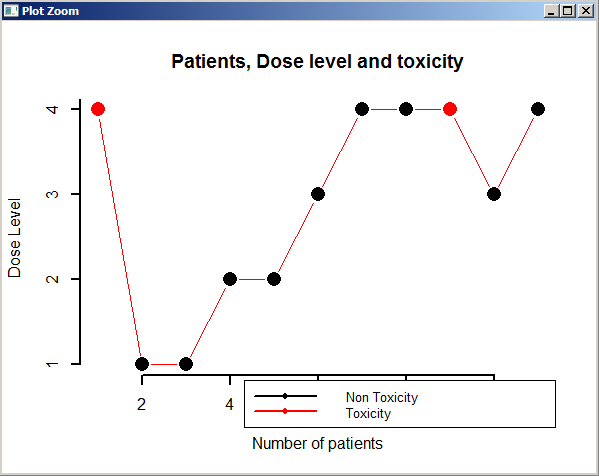 Plot Zoom
Patients, Dose level and toxicity
4
3
2
1
Dose Level
2 4
Non Toxicity
Toxicity
Number of patients